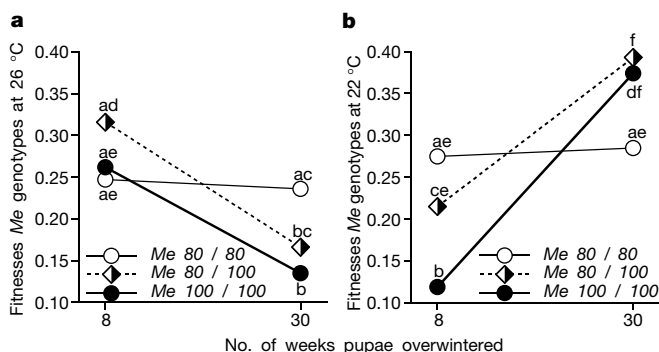 a
Fitnesses Me genotypes at 26 °C
0.40
0.35
0.30
0.25
0.20
0.15
0.10
ad
ae
ae
ac
bc
b
Me 80 / 80
Me 80 / 100
Me 100 / 100
8
30
b
Fitnesses Me genotypes at 22 °C
0.40
0.35
0.30
0.25
0.20
0.15
0.10
f
df
ae
ae
ce
b
Me 80 / 80
Me 80 / 100
Me 100 / 100
8
30
No. of weeks pupae overwintered